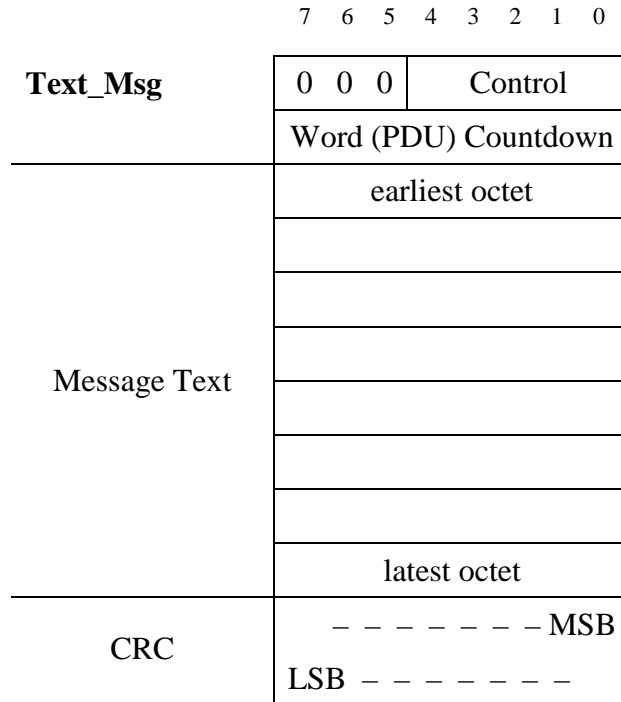 7 6 5 4 3 2 1 0
Text_Msg 0 0 0 Control
Word (PDU) Countdown
earliest octet
Message Text
latest octet
CRC – – – – – – – MSB
LSB – – – – – – –